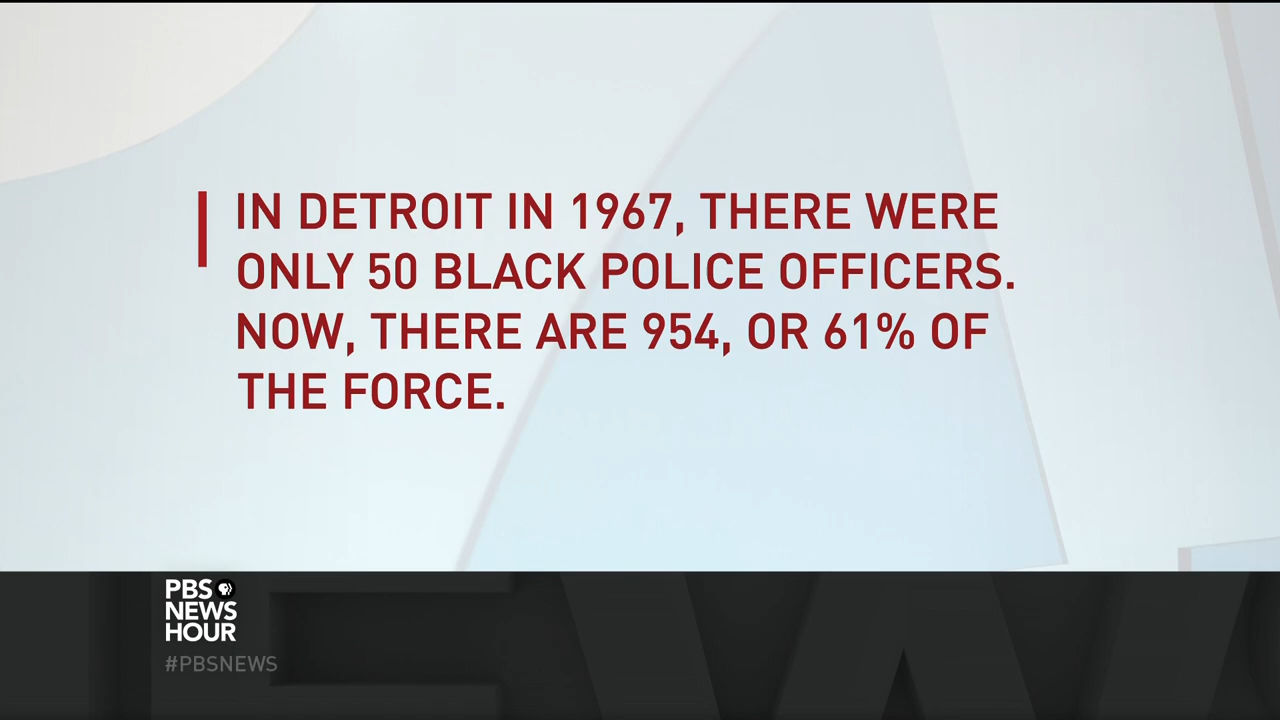 IN DETROIT IN 1967, THERE WERE
ONLY 50 BLACK POLICE OFFICERS.
NOW, THERE ARE 954, OR 61% OF
THE FORCE.
PBS
NEWS
HOUR
#PBSNEWS